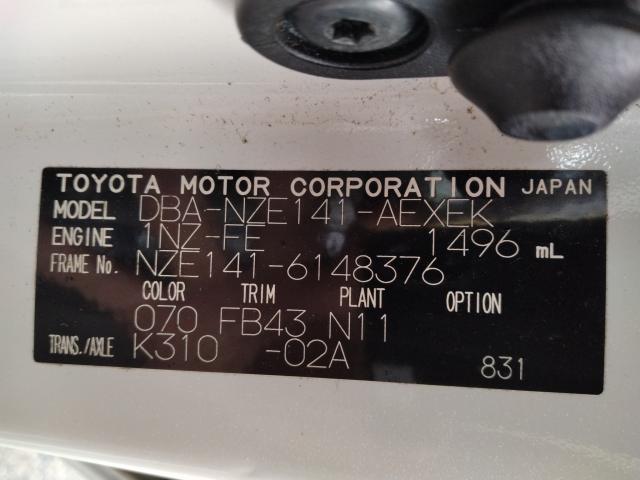 TOYOTA MOTOR CORPORATION JAPAN
MODEL DBA-NZE141-AEXEK
ENGINE 1NZ-FE 1496 mL
FRAME No. NZE141-6148376
COLOR TRIM PLANT OPTION
070 FB43 N11
TRANS./AXLE K310 -02A 831